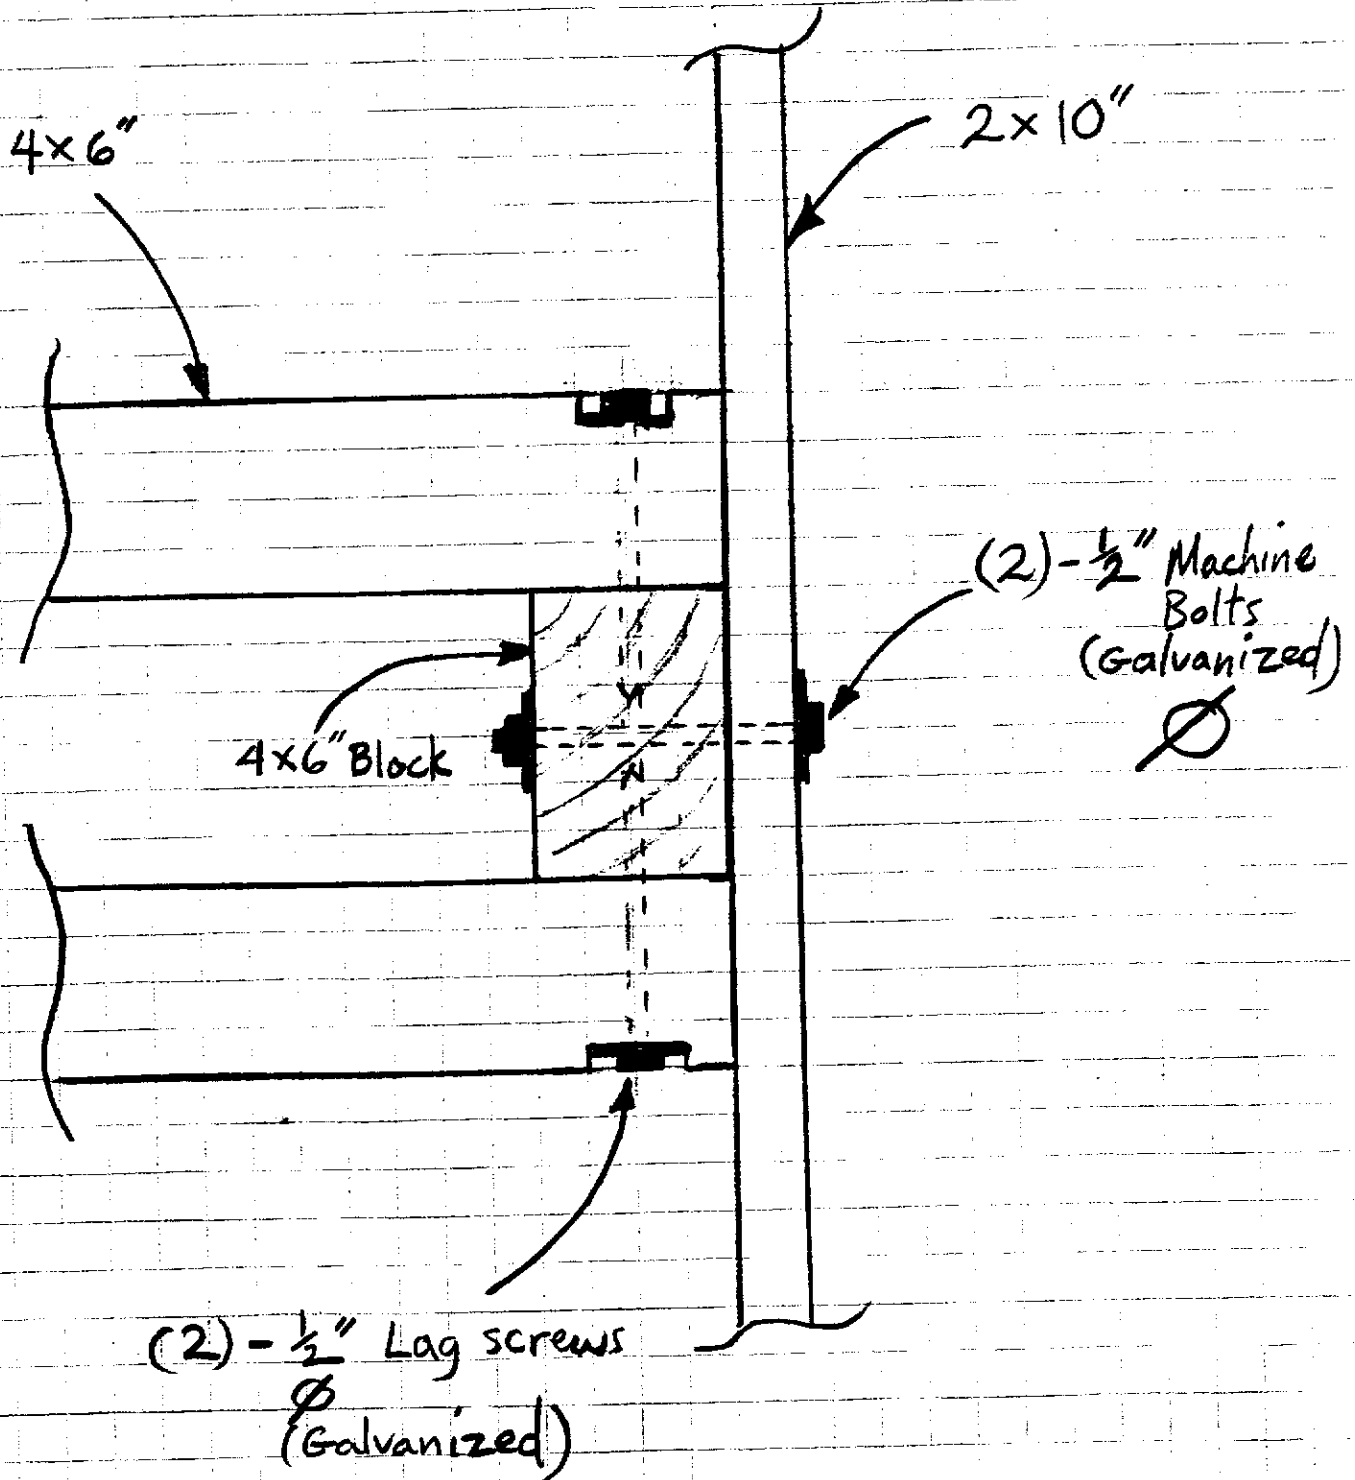 4×6"
2×10"
(2)-½" Machine
Bolts
(Galvanized)
Ø
4×6" Block
(2)-½" Lag screws
Ø
(Galvanized)